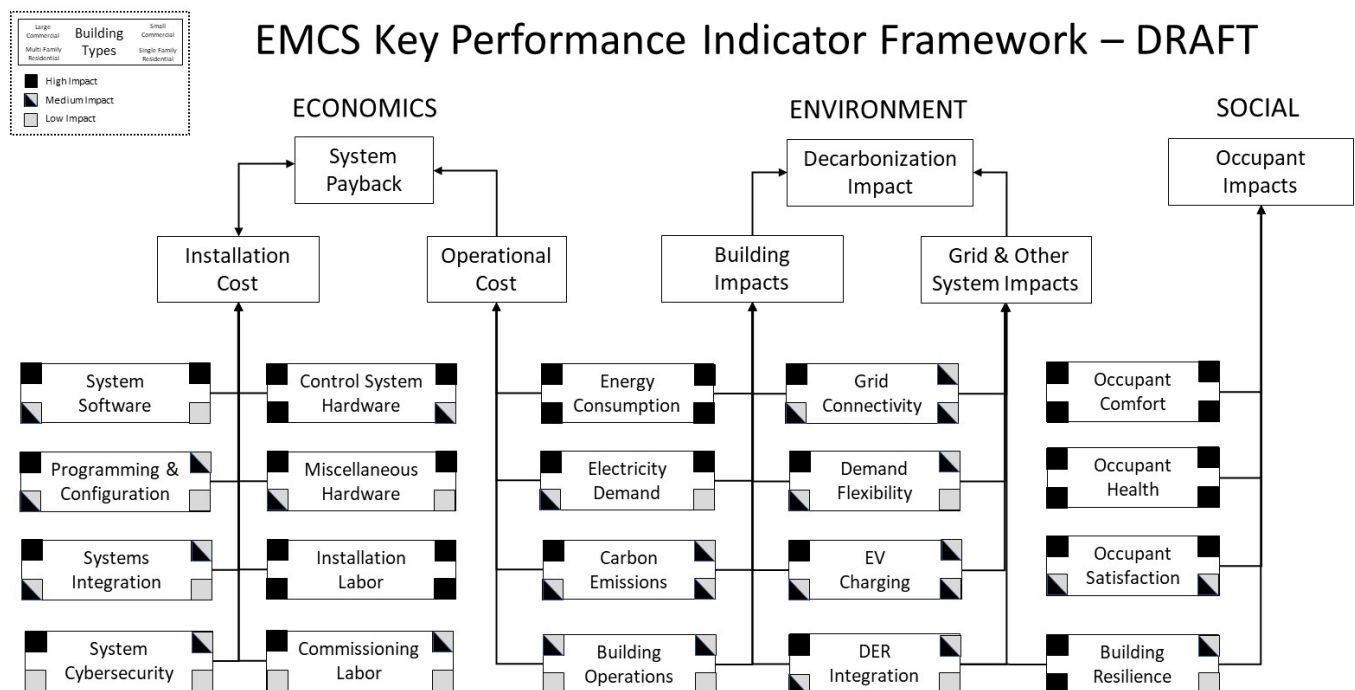 Large
Commercial
Building
Types
Small
Commercial
Multi Family
Residential
Single Family
Residential
High Impact
Medium Impact
Low Impact
EMCS Key Performance Indicator Framework – DRAFT
ECONOMICS
ENVIRONMENT
SOCIAL
System
Payback
Decarbonization
Impact
Occupant
Impacts
Installation
Cost
Operational
Cost
Building
Impacts
Grid & Other
System Impacts
System
Software
Control System
Hardware
Energy
Consumption
Grid
Connectivity
Occupant
Comfort
Programming &
Configuration
Miscellaneous
Hardware
Electricity
Demand
Demand
Flexibility
Occupant
Health
Systems
Integration
Installation
Labor
Carbon
Emissions
EV
Charging
Occupant
Satisfaction
System
Cybersecurity
Commissioning
Labor
Building
Operations
DER
Integration
Building
Resilience